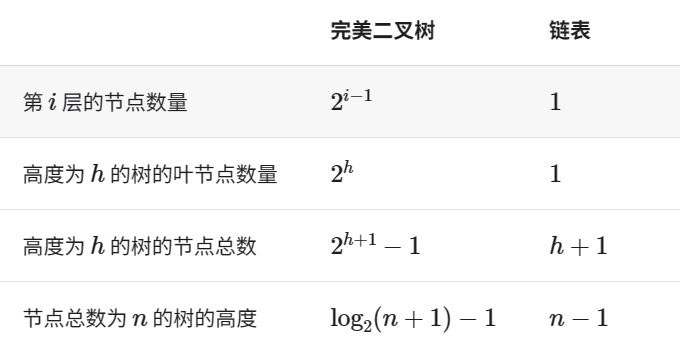 完美二叉树 链表
第 i 层的节点数量 2^{i−1} 1
高度为 h 的树的叶节点数量 2^h 1
高度为 h 的树的节点总数 2^{h+1} − 1 h + 1
节点总数为 n 的树的高度 log₂(n + 1) − 1 n − 1